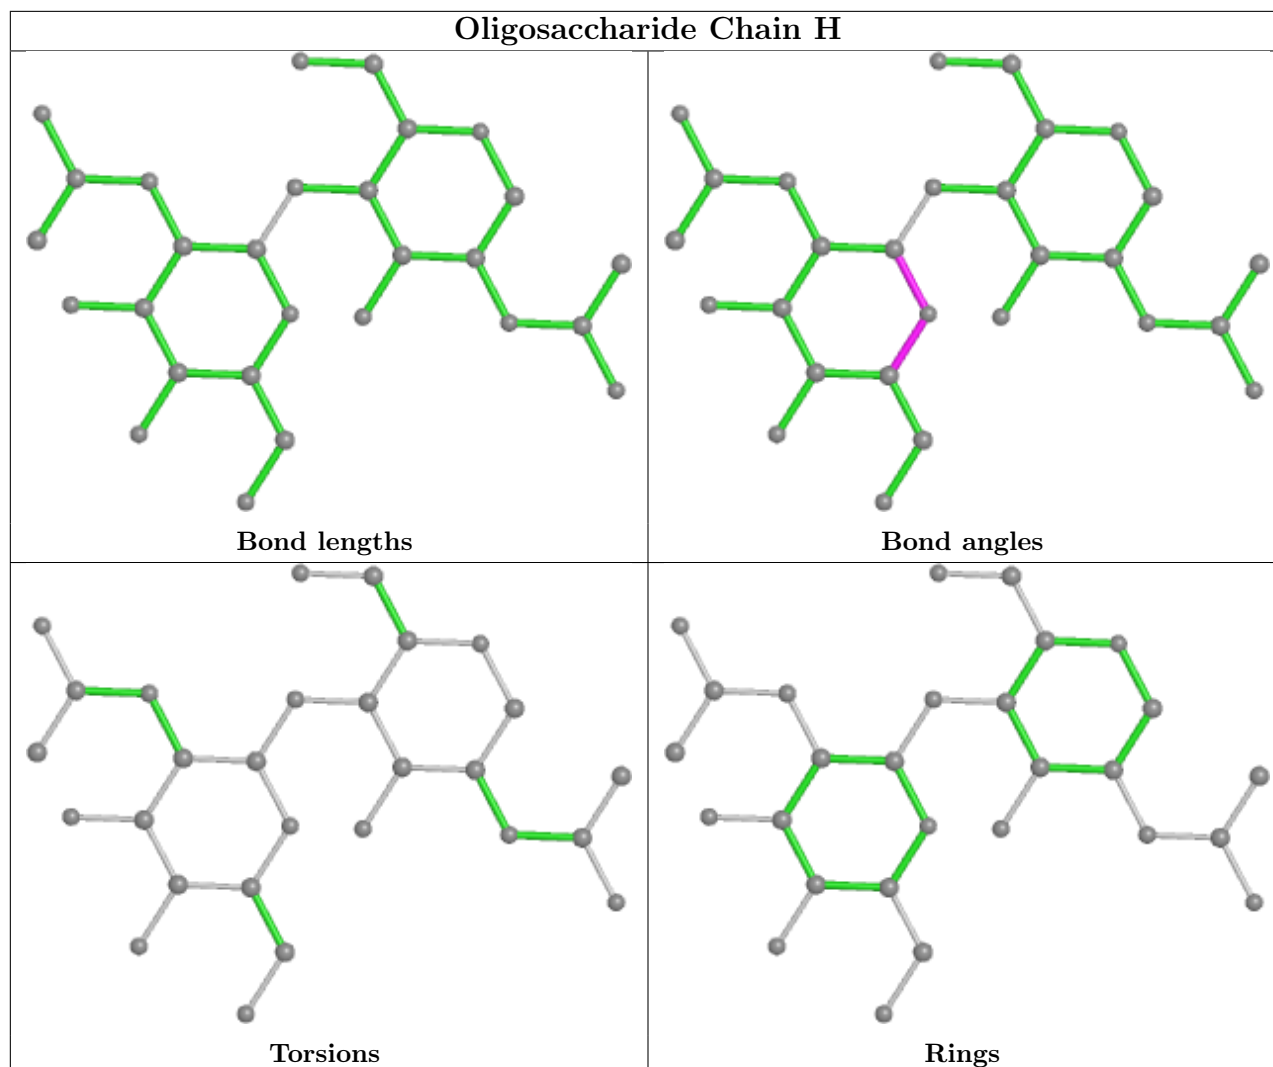 Oligosaccharide Chain H
Bond lengths
Bond angles
Torsions
Rings